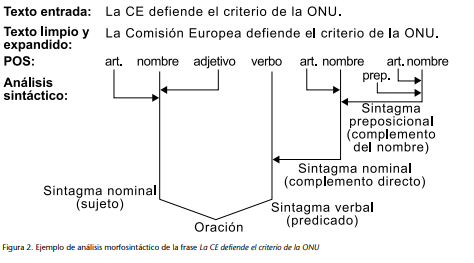 Texto entrada: La CE defiende el criterio de la ONU.
Texto limpio y expandido: La Comisión Europea defiende el criterio de la ONU.
POS: art. nombre adjetivo verbo art. nombre art. nombre
prep.
Análisis sintáctico:
Sintagma preposicional (complemento del nombre)
Sintagma nominal (complemento directo)
Sintagma nominal (sujeto)
Sintagma verbal (predicado)
Oración
Figura 2. Ejemplo de análisis morfosintáctico de la frase La CE defiende el criterio de la ONU